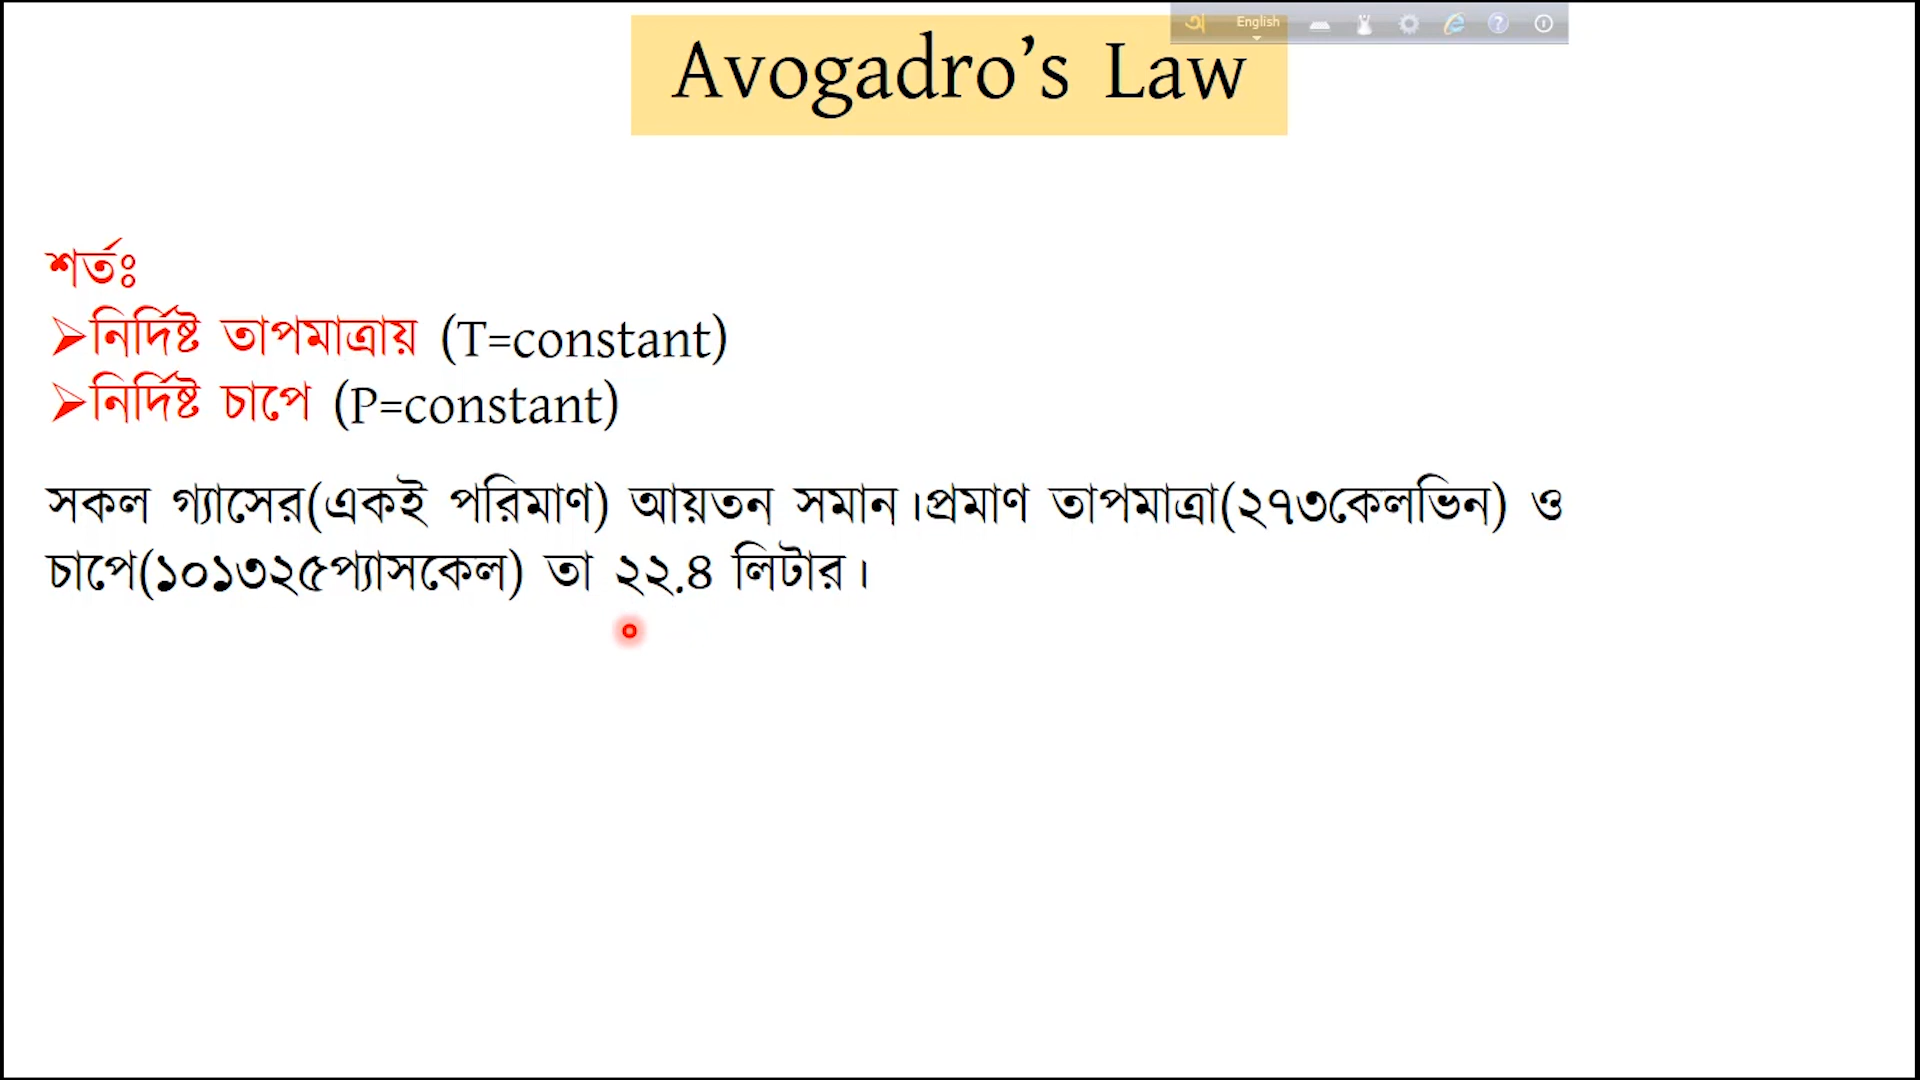 English
Avogadro’s Law
শর্তঃ
➢নির্দিষ্ট তাপমাত্রায় (T=constant)
➢নির্দিষ্ট চাপে (P=constant)
সকল গ্যাসের(একই পরিমাণ) আয়তন সমান।প্রমাণ তাপমাত্রা(২৭৩কেলভিন) ও
চাপে(১০১৩২৫প্যাসকেল) তা ২২.৪ লিটার।